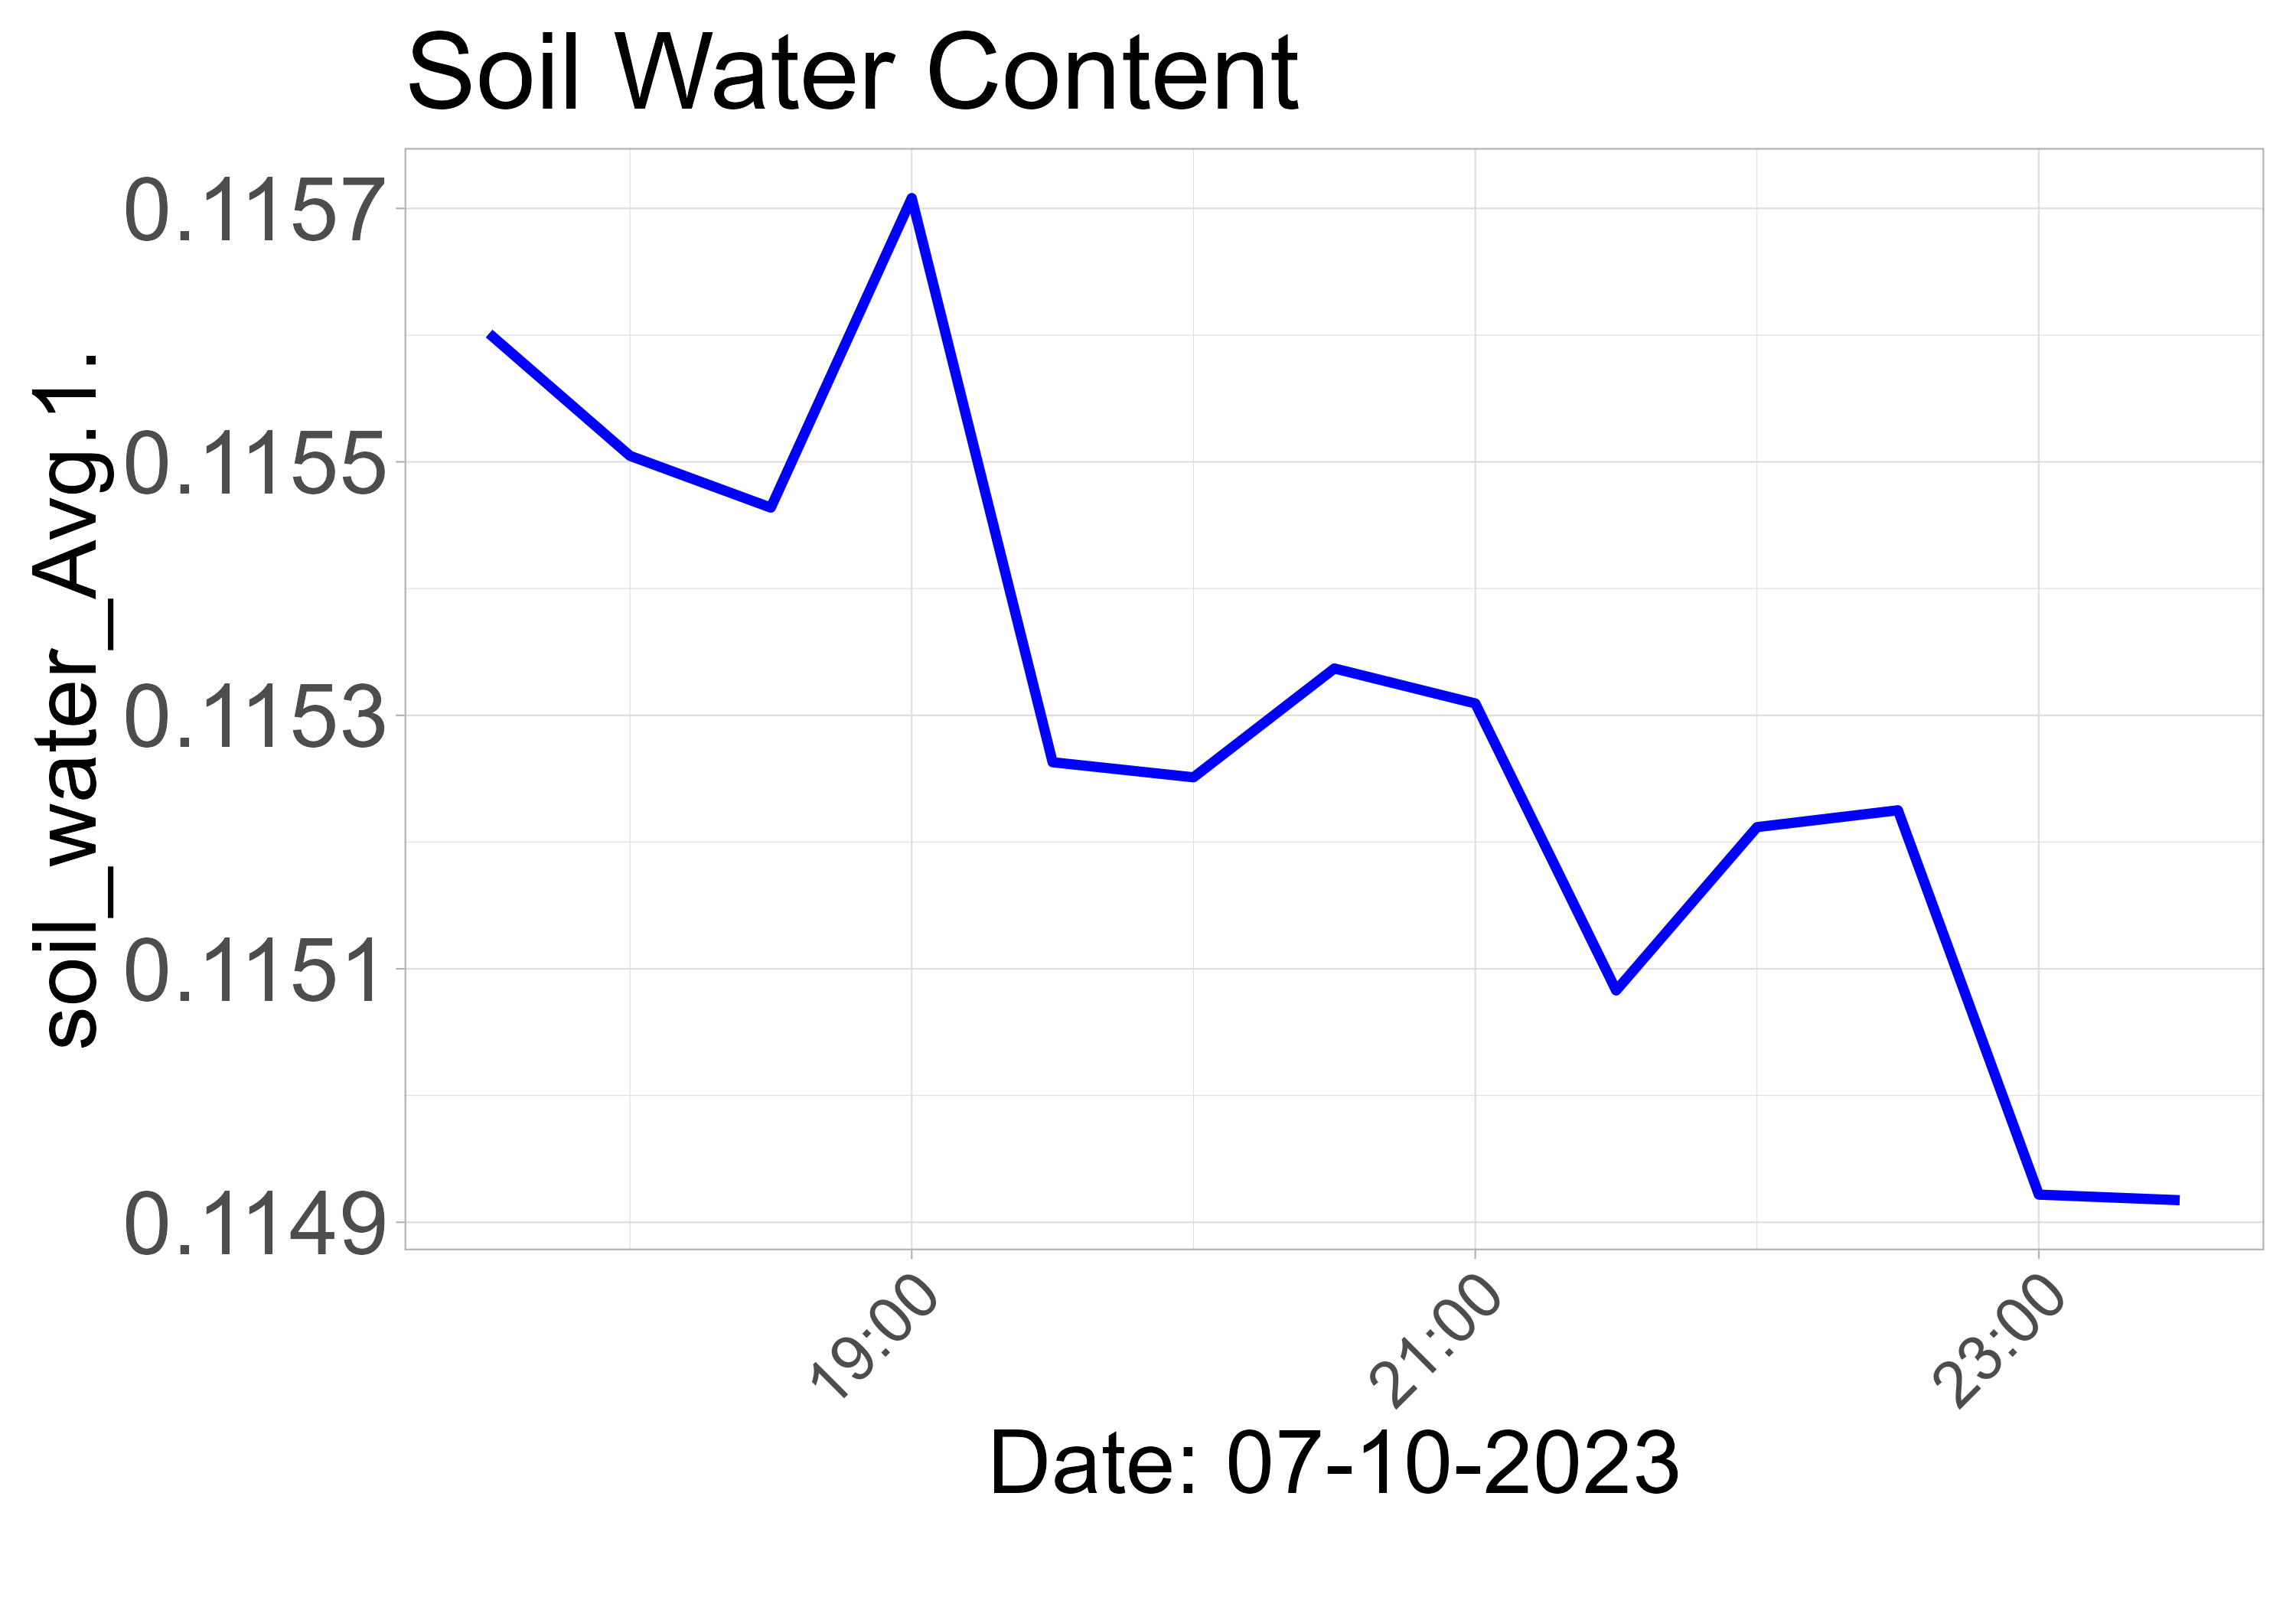 Soil Water Content
soil_water_Avg.1.
0.1157
0.1155
0.1153
0.1151
0.1149
19:00
21:00
23:00
Date: 07-10-2023